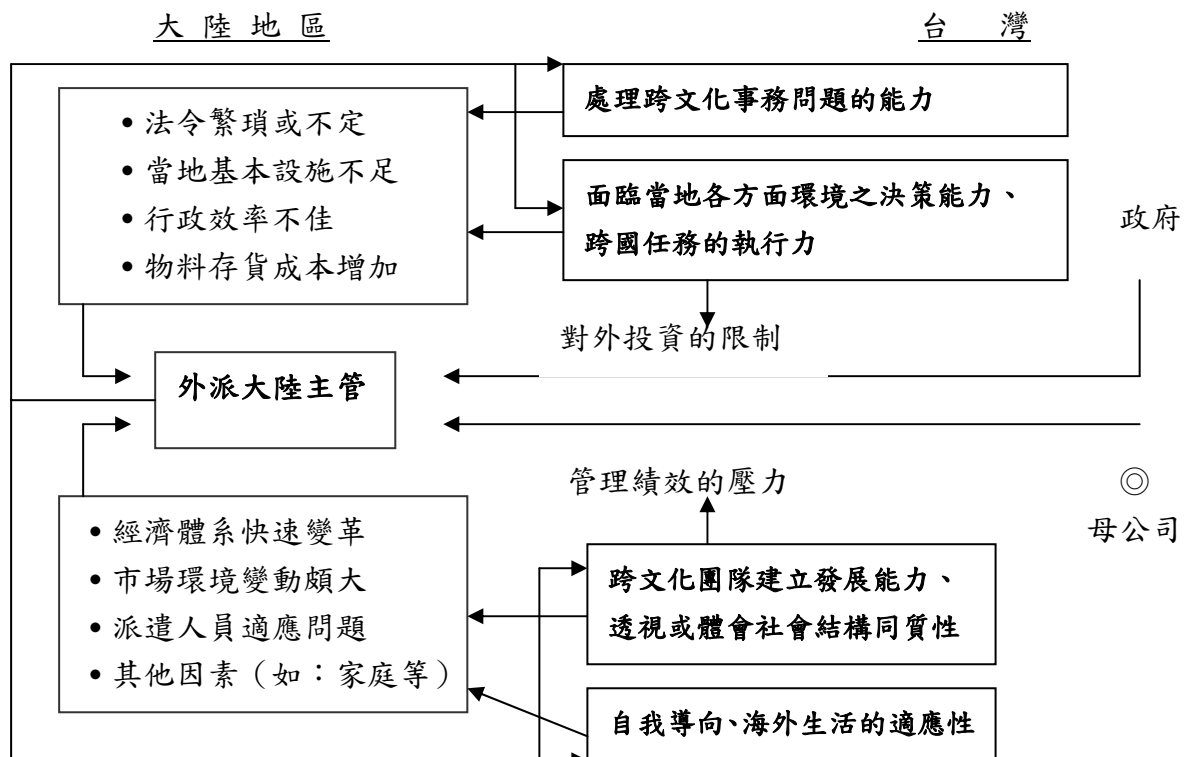 大陸地區
台灣
處理跨文化事務問題的能力
•法令繁瑣或不定
•當地基本設施不足
•行政效率不佳
•物料存貨成本增加
面臨當地各方面環境之決策能力、
跨國任務的執行力
政府
對外投資的限制
外派大陸主管
管理績效的壓力
◎
母公司
•經濟體系快速變革
•市場環境變動頗大
•派遣人員適應問題
•其他因素（如：家庭等）
跨文化團隊建立發展能力、
透視或體會社會結構同質性
自我導向、海外生活的適應性